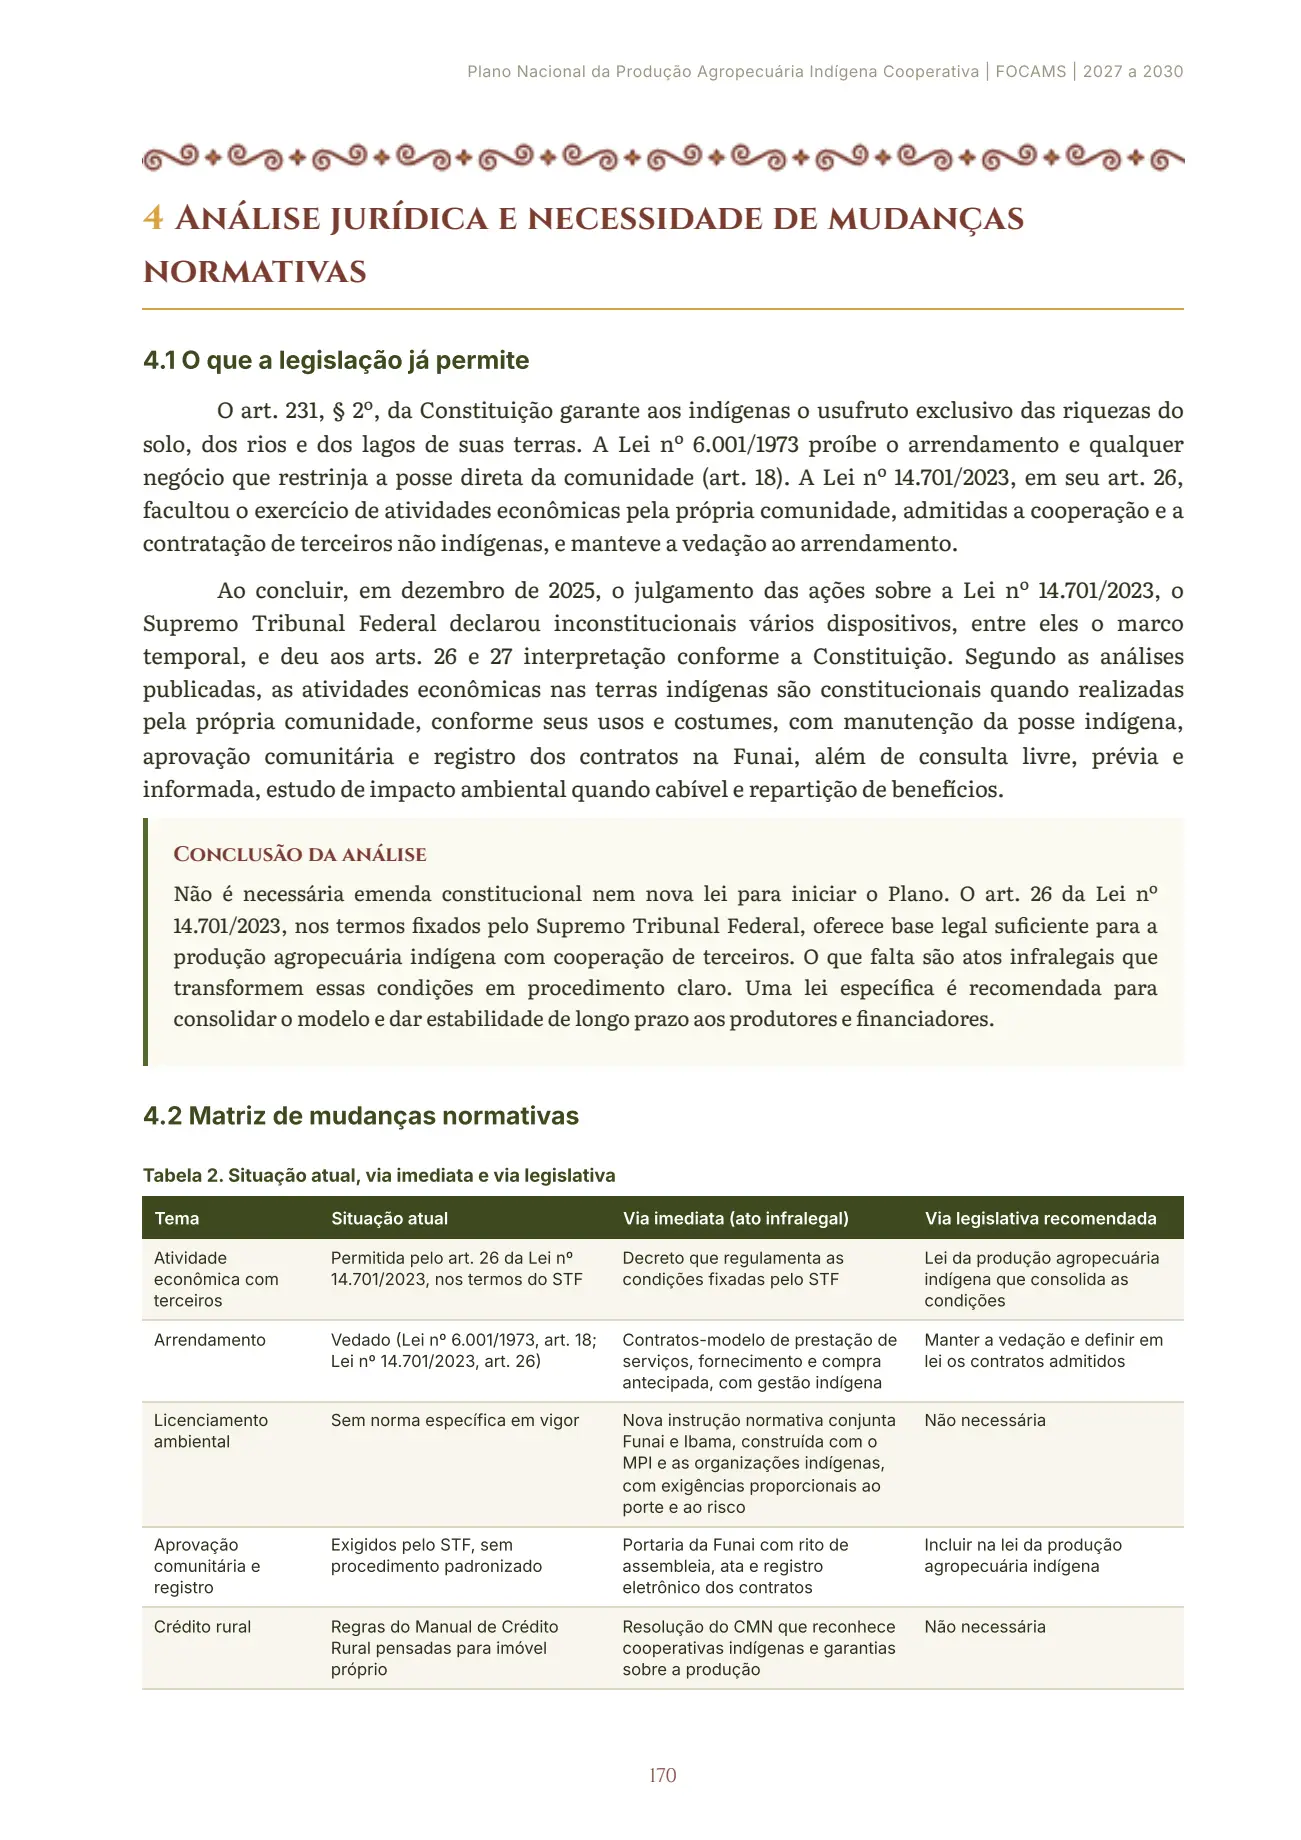 Plano Nacional da Produção Agropecuária Indígena Cooperativa | FOCAMS | 2027 a 2030
4 Análise jurídica e necessidade de mudanças
normativas
4.1 O que a legislação já permite
O art. 231, § 2º, da Constituição garante aos indígenas o usufruto exclusivo das riquezas do
solo, dos rios e dos lagos de suas terras. A Lei nº 6.001/1973 proíbe o arrendamento e qualquer
negócio que restrinja a posse direta da comunidade (art. 18). A Lei nº 14.701/2023, em seu art. 26,
facultou o exercício de atividades econômicas pela própria comunidade, admitidas a cooperação e a
contratação de terceiros não indígenas, e manteve a vedação ao arrendamento.
Ao concluir, em dezembro de 2025, o julgamento das ações sobre a Lei nº 14.701/2023, o
Supremo Tribunal Federal declarou inconstitucionais vários dispositivos, entre eles o marco
temporal, e deu aos arts. 26 e 27 interpretação conforme a Constituição. Segundo as análises
publicadas, as atividades econômicas nas terras indígenas são constitucionais quando realizadas
pela própria comunidade, conforme seus usos e costumes, com manutenção da posse indígena,
aprovação comunitária e registro dos contratos na Funai, além de consulta livre, prévia e
informada, estudo de impacto ambiental quando cabível e repartição de benefícios.
Conclusão da análise
Não é necessária emenda constitucional nem nova lei para iniciar o Plano. O art. 26 da Lei nº
14.701/2023, nos termos fixados pelo Supremo Tribunal Federal, oferece base legal suficiente para a
produção agropecuária indígena com cooperação de terceiros. O que falta são atos infralegais que
transformem essas condições em procedimento claro. Uma lei específica é recomendada para
consolidar o modelo e dar estabilidade de longo prazo aos produtores e financiadores.
4.2 Matriz de mudanças normativas
Tabela 2. Situação atual, via imediata e via legislativa
Tema Situação atual Via imediata (ato infralegal) Via legislativa recomendada
Atividade Permitida pelo art. 26 da Lei nº Decreto que regulamenta as Lei da produção agropecuária
econômica com 14.701/2023, nos termos do STF condições fixadas pelo STF indígena que consolida as
terceiros condições
Arrendamento Vedado (Lei nº 6.001/1973, art. 18; Contratos-modelo de prestação de Manter a vedação e definir em
Lei nº 14.701/2023, art. 26) serviços, fornecimento e compra lei os contratos admitidos
antecipada, com gestão indígena
Licenciamento Sem norma específica em vigor Nova instrução normativa conjunta Não necessária
ambiental Funai e Ibama, construída com o
MPI e as organizações indígenas,
com exigências proporcionais ao
porte e ao risco
Aprovação Exigidos pelo STF, sem Portaria da Funai com rito de Incluir na lei da produção
comunitária e procedimento padronizado assembleia, ata e registro agropecuária indígena
registro eletrônico dos contratos
Crédito rural Regras do Manual de Crédito Resolução do CMN que reconhece Não necessária
Rural pensadas para imóvel cooperativas indígenas e garantias
próprio sobre a produção
170